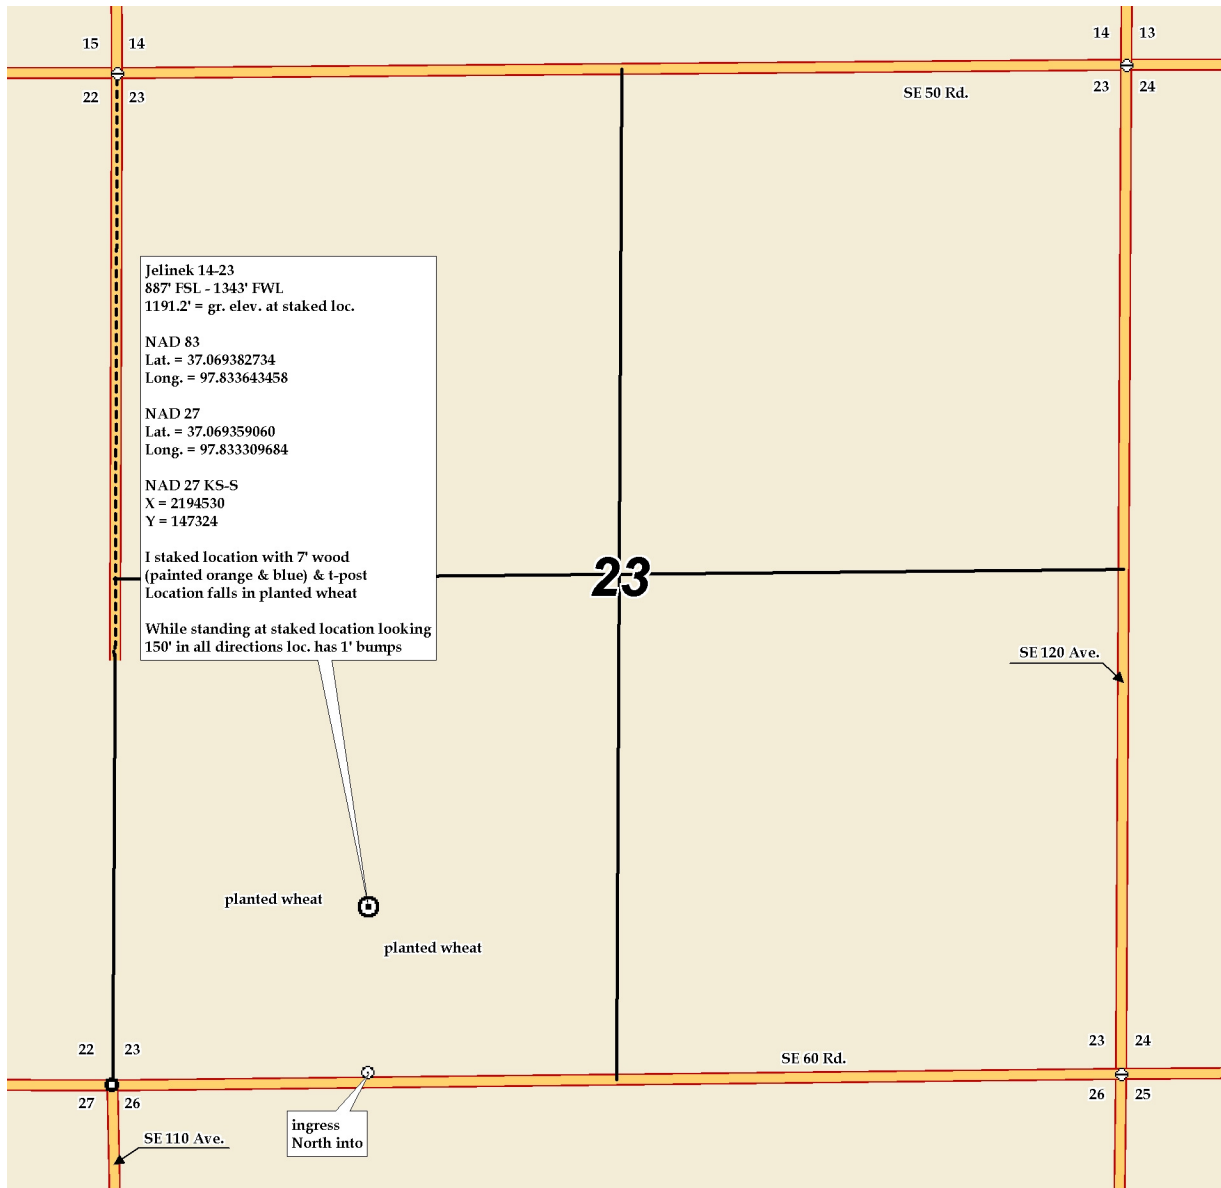 15 14
14 13
22 23
23 24
SE 50 Rd.
Jelinek 14-23
887' FSL - 1343' FWL
1191.2' = gr. elev. at staked loc.
NAD 83
Lat. = 37.069382734
Long. = 97.833643458
NAD 27
Lat. = 37.069359060
Long. = 97.833309684
NAD 27 KS-S
X = 2194530
Y = 147324
I staked location with 7' wood
(painted orange & blue) & t-post
Location falls in planted wheat
While standing at staked location looking
150' in all directions loc. has 1' bumps
23
SE 120 Ave.
planted wheat
planted wheat
22 23
23 24
SE 60 Rd.
27 26
26 25
ingress
North into
SE 110 Ave.